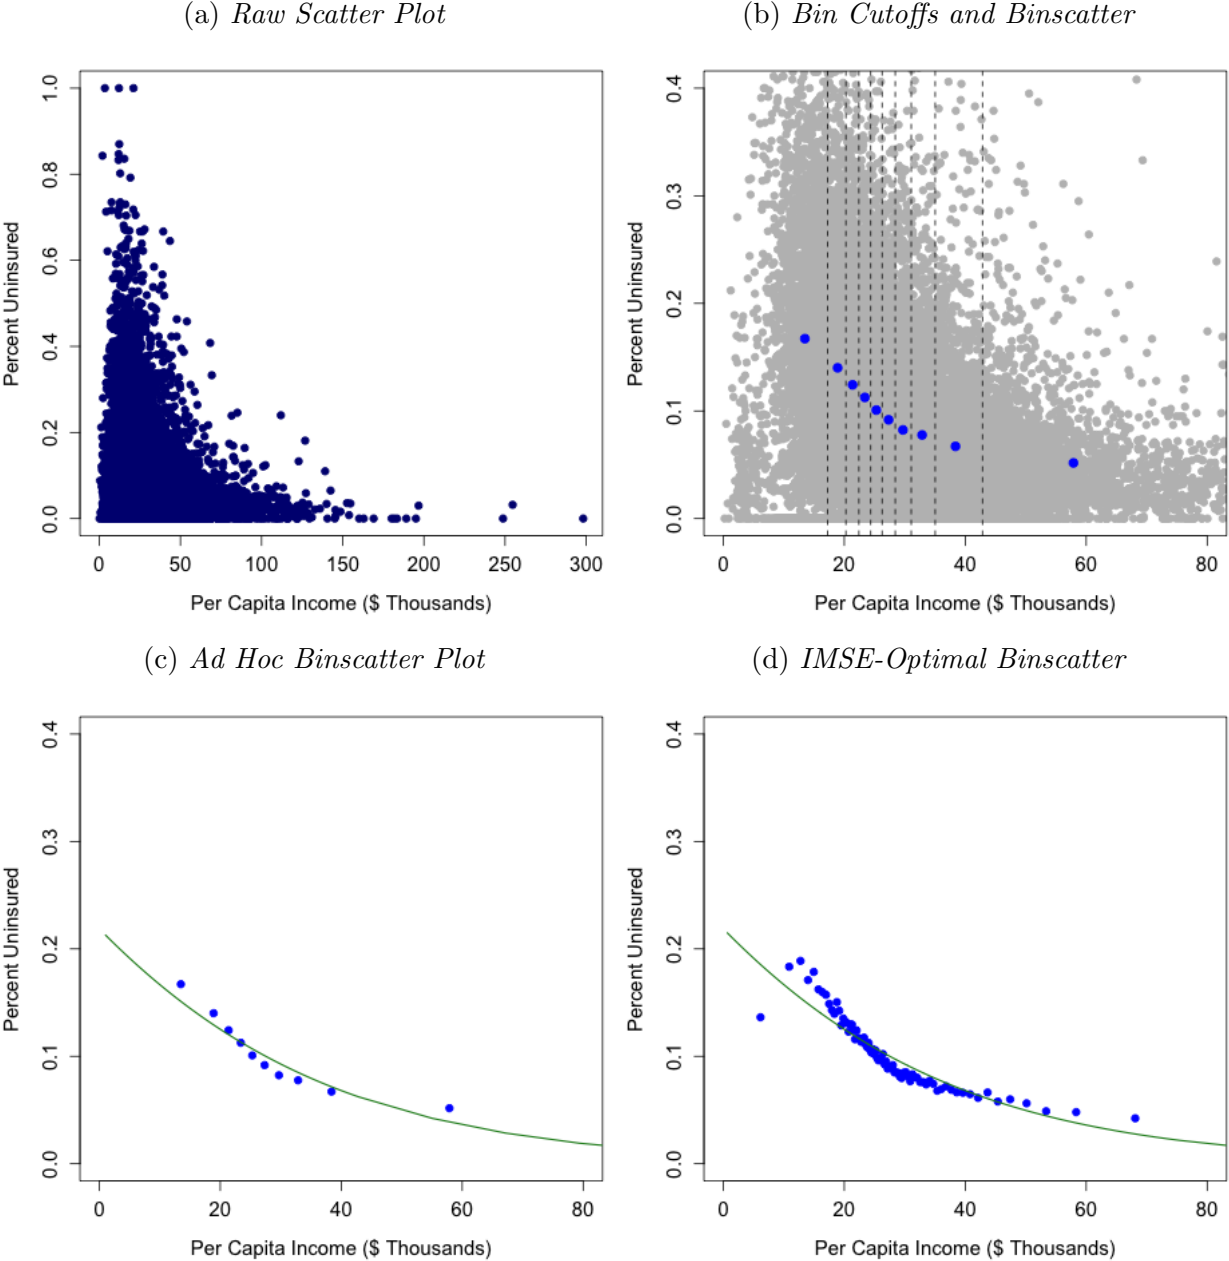 (a) Raw Scatter Plot
Percent Uninsured
1.0
0.8
0.6
0.4
0.2
0.0
0 50 100 150 200 250 300
Per Capita Income ($ Thousands)
(b) Bin Cutoffs and Binscatter
Percent Uninsured
0.4
0.3
0.2
0.1
0.0
0 20 40 60 80
Per Capita Income ($ Thousands)
(c) Ad Hoc Binscatter Plot
Percent Uninsured
0.4
0.3
0.2
0.1
0.0
0 20 40 60 80
Per Capita Income ($ Thousands)
(d) IMSE-Optimal Binscatter
Percent Uninsured
0.4
0.3
0.2
0.1
0.0
0 20 40 60 80
Per Capita Income ($ Thousands)